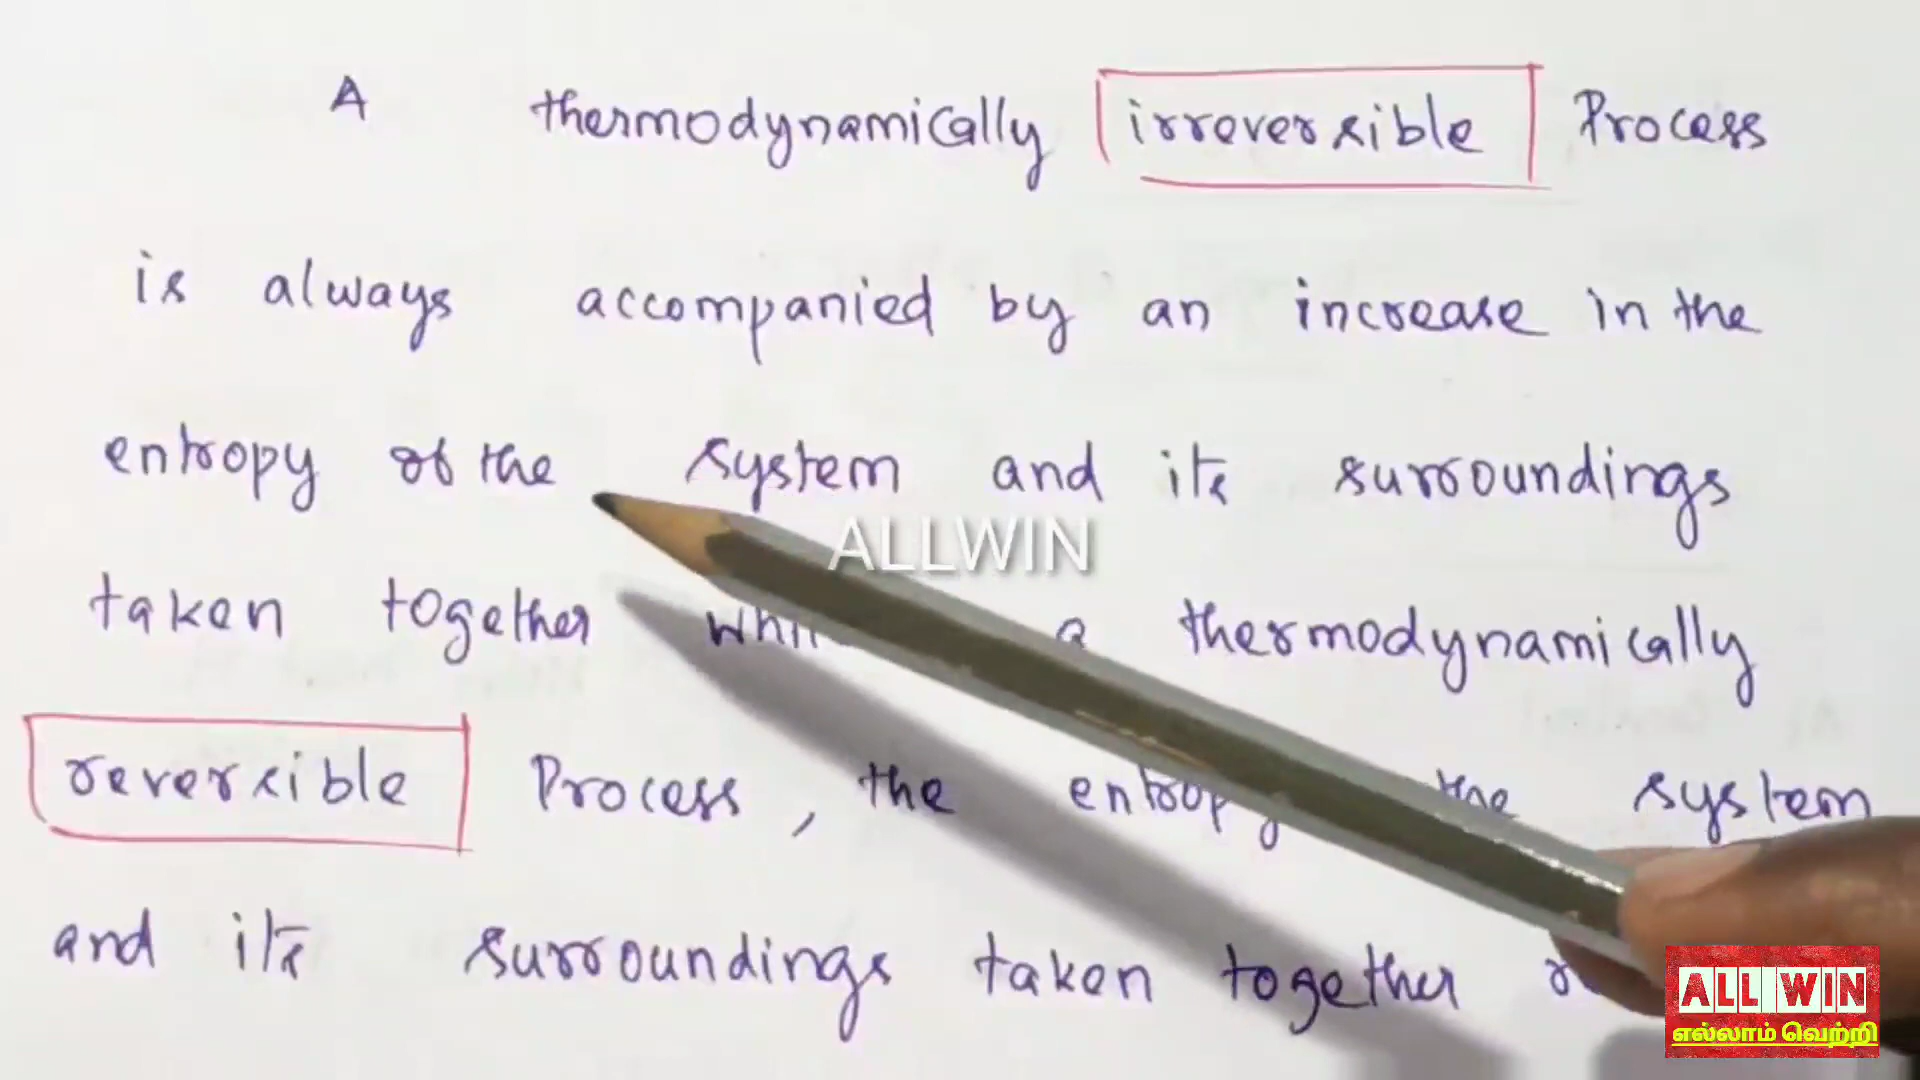 A thermodynamically irreversible Process
is always accompanied by an increase in the
entropy of the system and its surroundings
taken together a thermodynamically
reversible Process, the the system
and its surroundings taken together
ALLWIN
ALL WIN
எல்லாம் வெற்றி